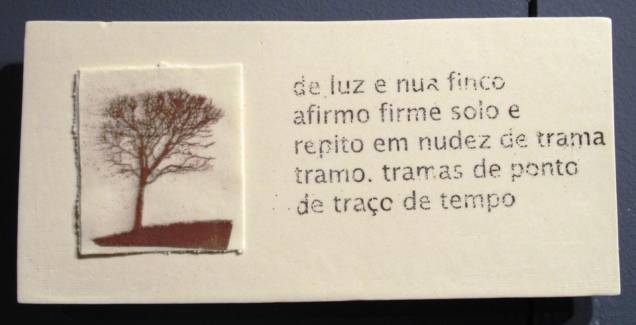 de luz e nua finco
afirmo firme solo e
repito em nudez de trama
tramo. tramas de ponto
de traço de tempo